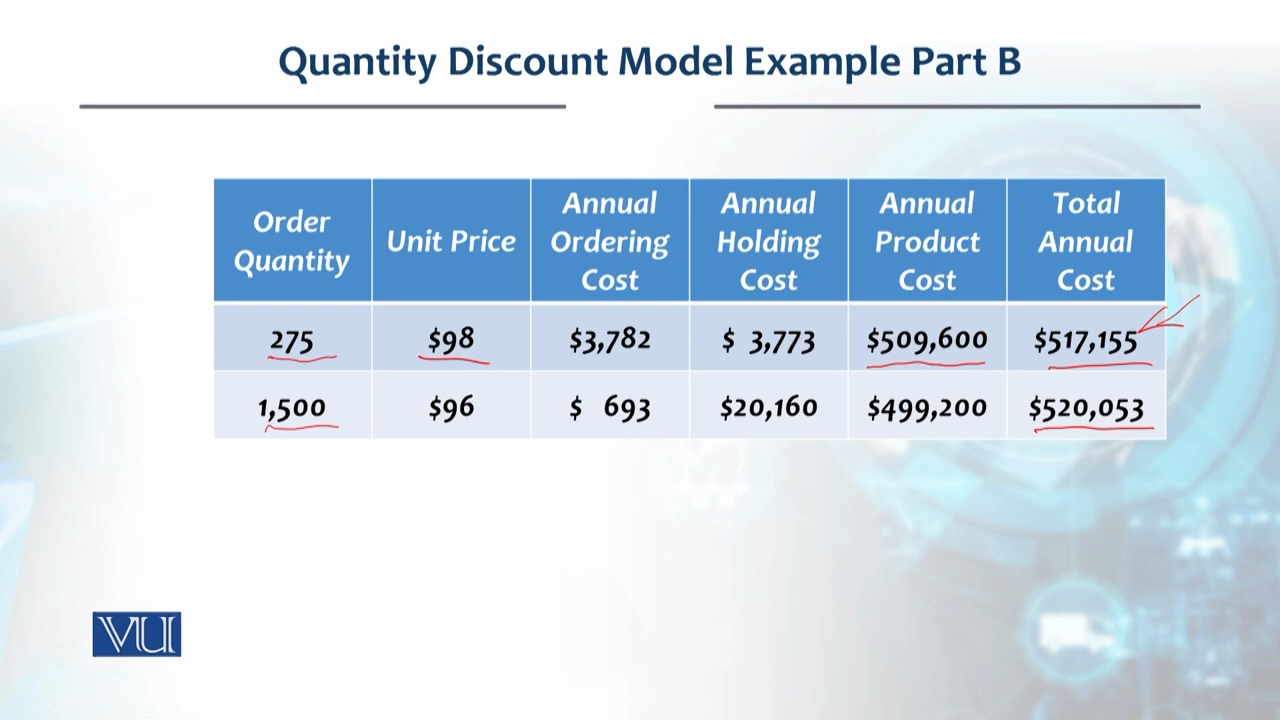 Quantity Discount Model Example Part B
Order Quantity | Unit Price | Annual Ordering Cost | Annual Holding Cost | Annual Product Cost | Total Annual Cost
275 | $98 | $3,782 | $ 3,773 | $509,600 | $517,155
1,500 | $96 | $ 693 | $20,160 | $499,200 | $520,053
VU